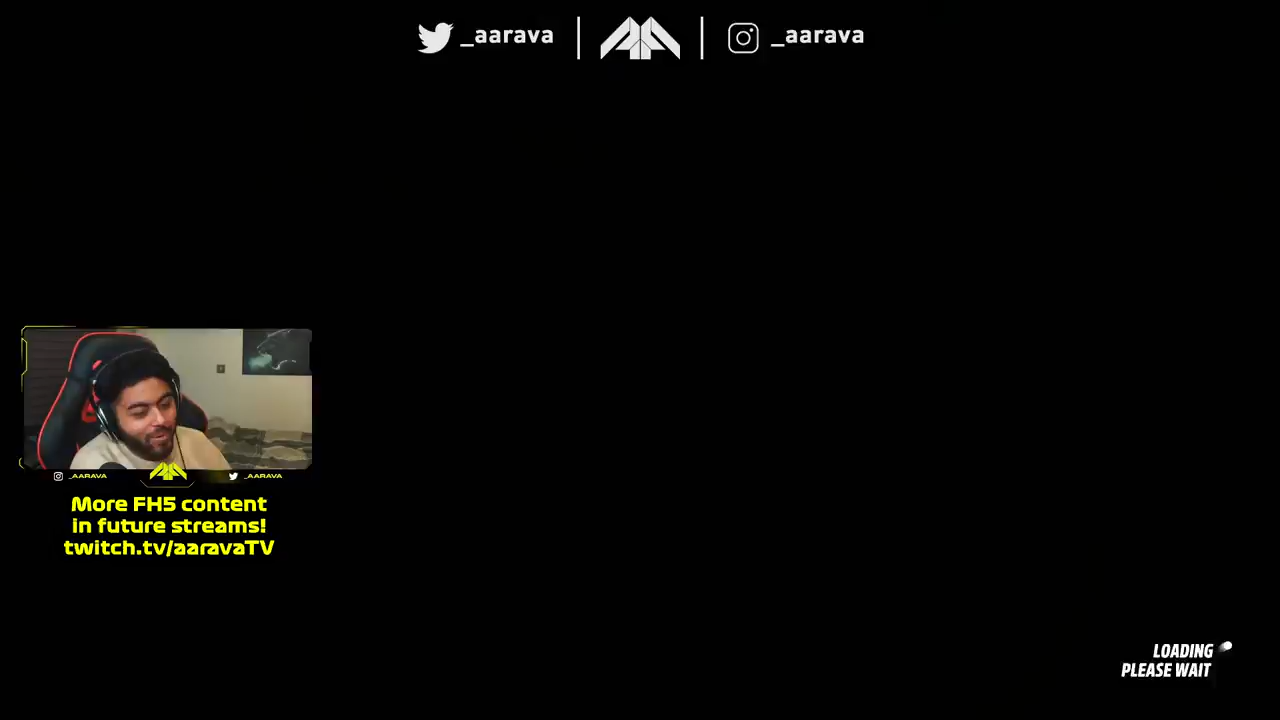 _aarava
_aarava
_AARAVA
_AARAVA
More FH5 content
in future streams!
twitch.tv/aaravaTV
LOADING
PLEASE WAIT